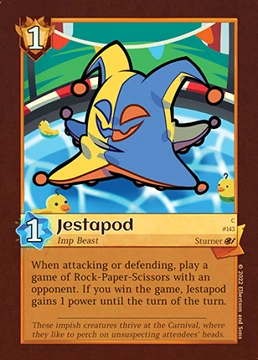 1
Jestapod
C
#143
1
Imp Beast
Sturner
When attacking or defending, play a
game of Rock-Paper-Scissors with an
opponent. If you win the game, Jestapod
gains 1 power until the turn of the turn.
These impish creatures thrive at the Carnival, where
they like to perch on unsuspecting attendees' heads.
© 2022 Elbertson and Sons